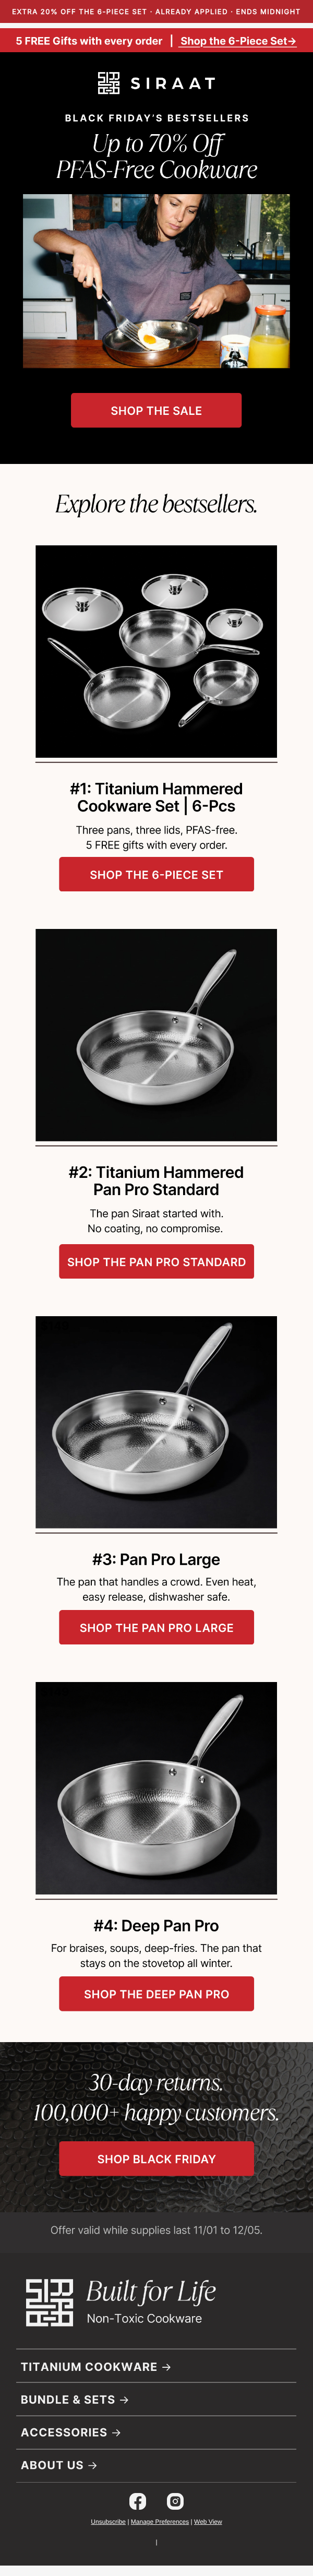 EXTRA 20% OFF THE 6-PIECE SET · ALREADY APPLIED · ENDS MIDNIGHT
5 FREE Gifts with every order | Shop the 6-Piece Set→
SIRAAT
BLACK FRIDAY'S BESTSELLERS
Up to 70% Off
PFAS-Free Cookware
SHOP THE SALE
Explore the bestsellers.
#1: Titanium Hammered
Cookware Set | 6-Pcs
Three pans, three lids, PFAS-free.
5 FREE gifts with every order.
SHOP THE 6-PIECE SET
#2: Titanium Hammered
Pan Pro Standard
The pan Siraat started with.
No coating, no compromise.
SHOP THE PAN PRO STANDARD
#3: Pan Pro Large
The pan that handles a crowd. Even heat,
easy release, dishwasher safe.
SHOP THE PAN PRO LARGE
#4: Deep Pan Pro
For braises, soups, deep-fries. The pan that
stays on the stovetop all winter.
SHOP THE DEEP PAN PRO
30-day returns.
100,000+ happy customers.
SHOP BLACK FRIDAY
Offer valid while supplies last 11/01 to 12/05.
Built for Life
Non-Toxic Cookware
TITANIUM COOKWARE →
BUNDLE & SETS →
ACCESSORIES →
ABOUT US →
Unsubscribe | Manage Preferences | Web View
|